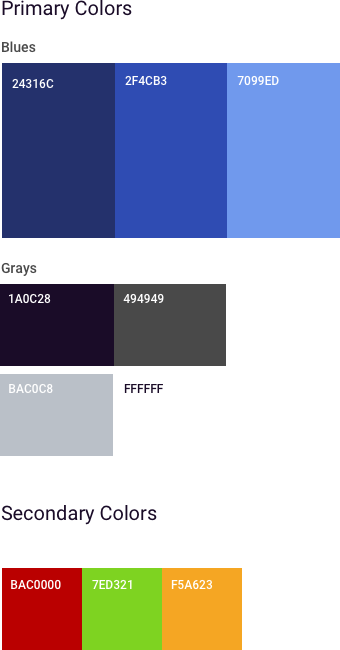 Primary Colors
Blues
24316C
2F4CB3
7099ED
Grays
1A0C28
494949
BAC0C8
FFFFFF
Secondary Colors
BAC0000
7ED321
F5A623